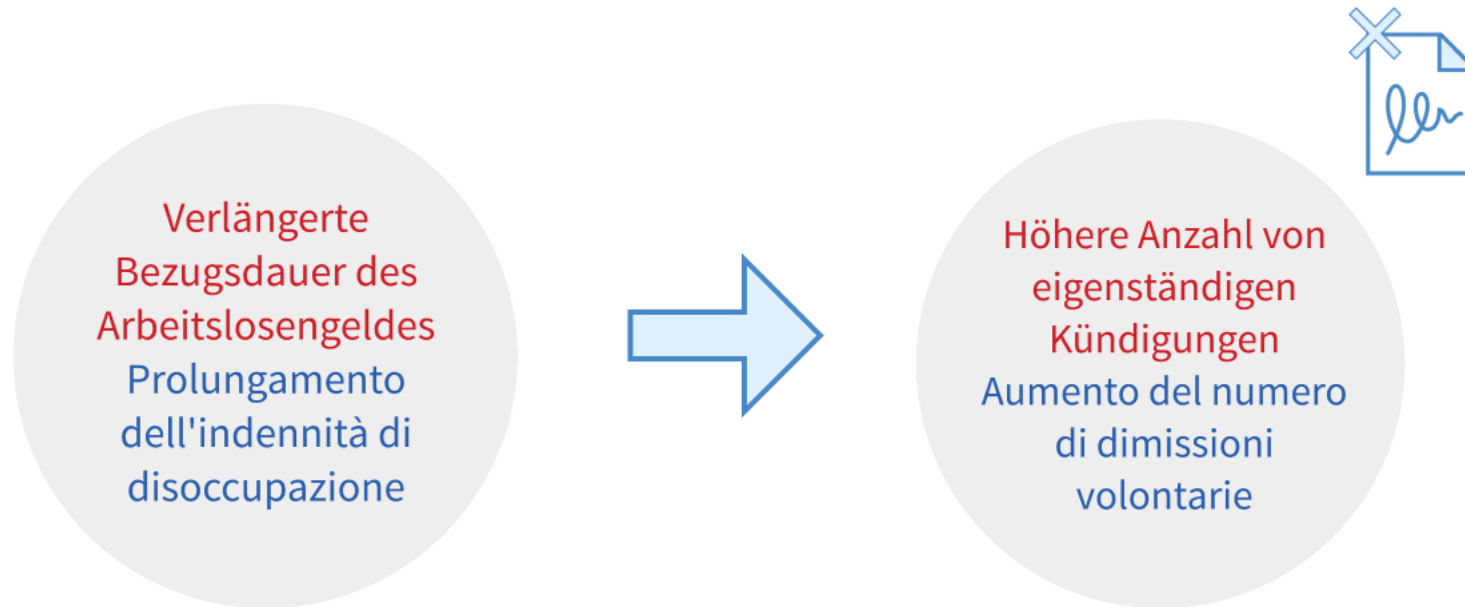 Verlängerte
Bezugsdauer des
Arbeitslosengeldes
Prolungamento
dell'indennità di
disoccupazione
Höhere Anzahl von
eigenständigen
Kündigungen
Aumento del numero
di dimissioni
volontarie